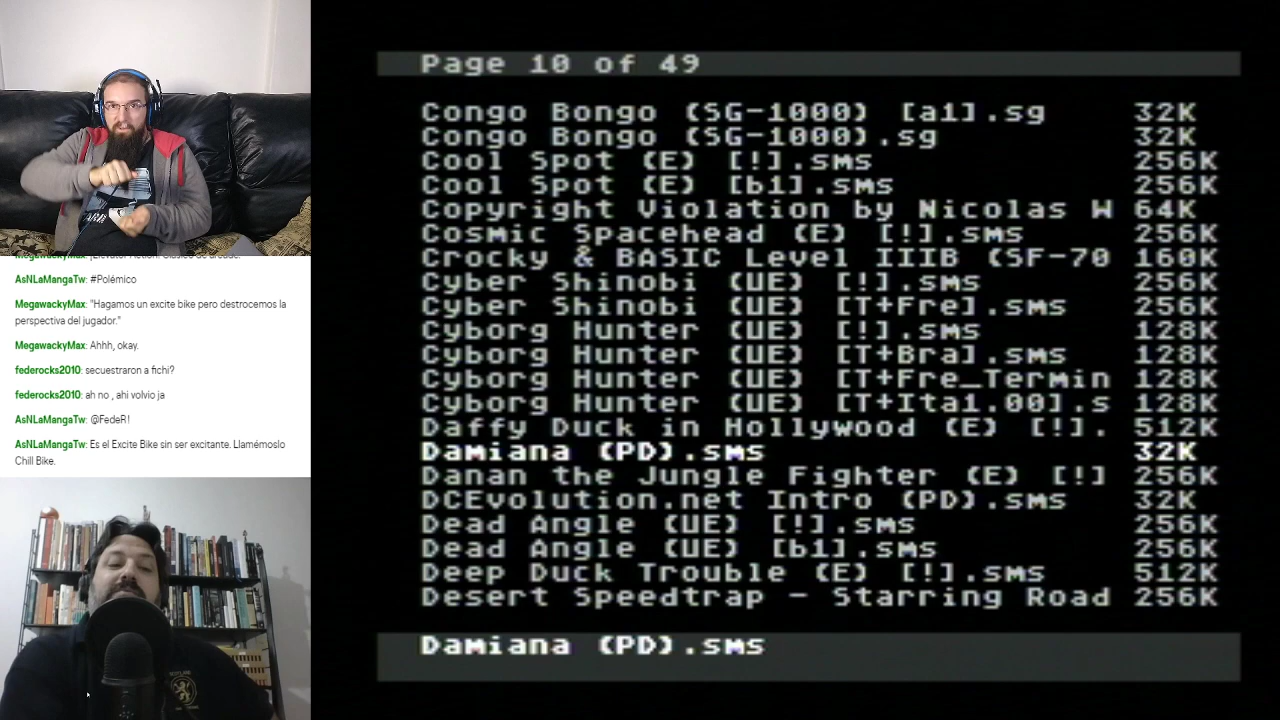 MegawackyMax: ¡Elevator Action! Clásico de arcade.
AsNLaMangaTw: #Polémico
MegawackyMax: "Hagamos un excite bike pero destrocemos la
perspectiva del jugador."
MegawackyMax: Ahhh, okay.
federocks2010: secuestraron a fichi?
federocks2010: ah no , ahi volvio ja
AsNLaMangaTw: @FedeR!
AsNLaMangaTw: Es el Excite Bike sin ser excitante. Llamémoslo
Chill Bike.
SCOTLAND
Page 10 of 49
Congo Bongo (SG-1000) [a1].sg 32K
Congo Bongo (SG-1000).sg 32K
Cool Spot (E) [!].sms 256K
Cool Spot (E) [b1].sms 256K
Copyright Violation by Nicolas W 64K
Cosmic Spacehead (E) [!].sms 256K
Crocky & BASIC Level IIIB (SF-70 160K
Cyber Shinobi (UE) [!].sms 256K
Cyber Shinobi (UE) [T+Fre].sms 256K
Cyborg Hunter (UE) [!].sms 128K
Cyborg Hunter (UE) [T+Bra].sms 128K
Cyborg Hunter (UE) [T+Fre_Termin 128K
Cyborg Hunter (UE) [T+Ita1.00].s 128K
Daffy Duck in Hollywood (E) [!]. 512K
Damiana (PD).sms 32K
Danan the Jungle Fighter (E) [!] 256K
DCEvolution.net Intro (PD).sms 32K
Dead Angle (UE) [!].sms 256K
Dead Angle (UE) [b1].sms 256K
Deep Duck Trouble (E) [!].sms 512K
Desert Speedtrap - Starring Road 256K
Damiana (PD).sms